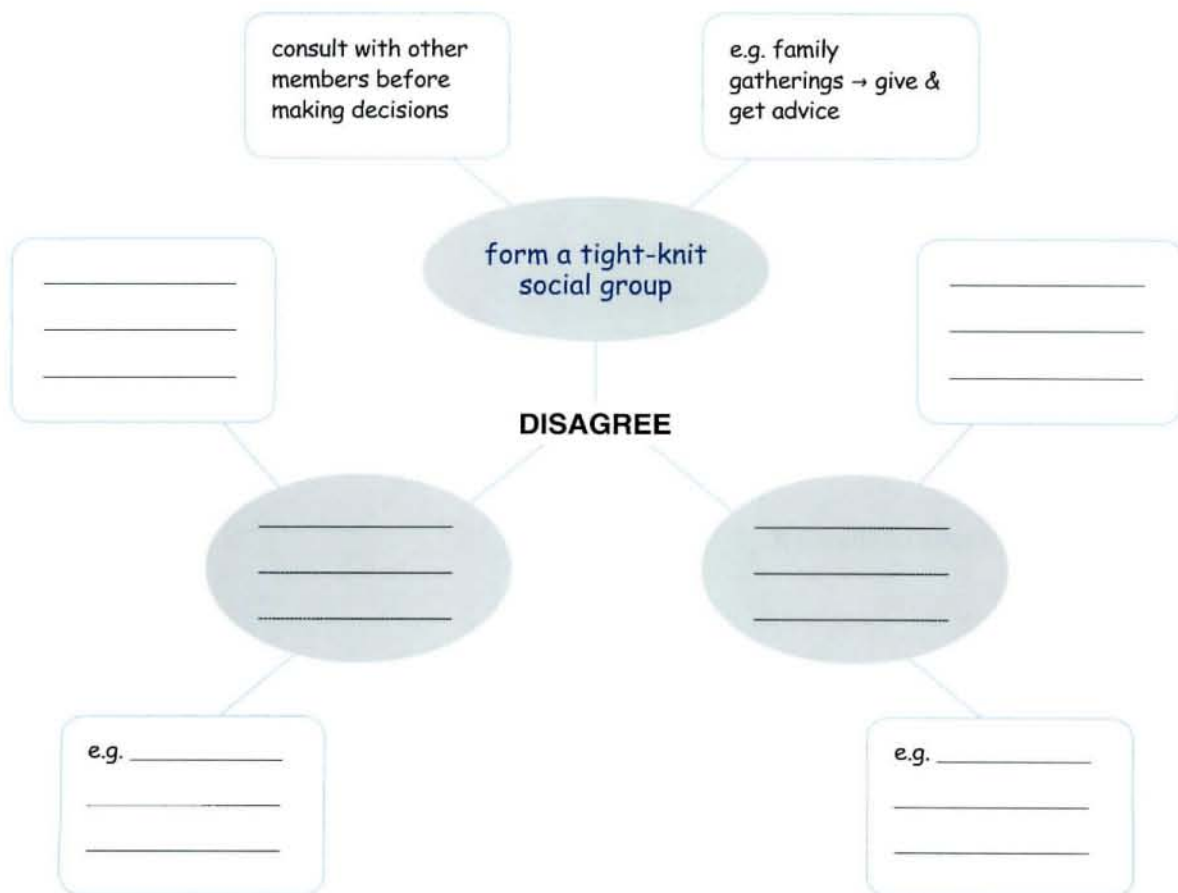 consult with other
members before
making decisions
e.g. family
gatherings → give &
get advice
form a tight-knit
social group
DISAGREE
e.g.
e.g.